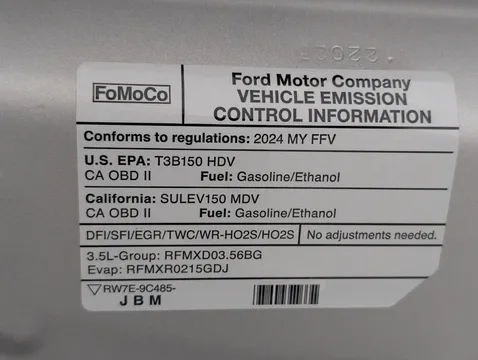 FoMoCo
Ford Motor Company
VEHICLE EMISSION
CONTROL INFORMATION
Conforms to regulations: 2024 MY FFV
U.S. EPA: T3B150 HDV
CA OBD II Fuel: Gasoline/Ethanol
California: SULEV150 MDV
CA OBD II Fuel: Gasoline/Ethanol
DFI/SFI/EGR/TWC/WR-HO2S/HO2S No adjustments needed.
3.5L-Group: RFMXD03.56BG
Evap: RFMXR0215GDJ
RW7E-9C485-
JBM